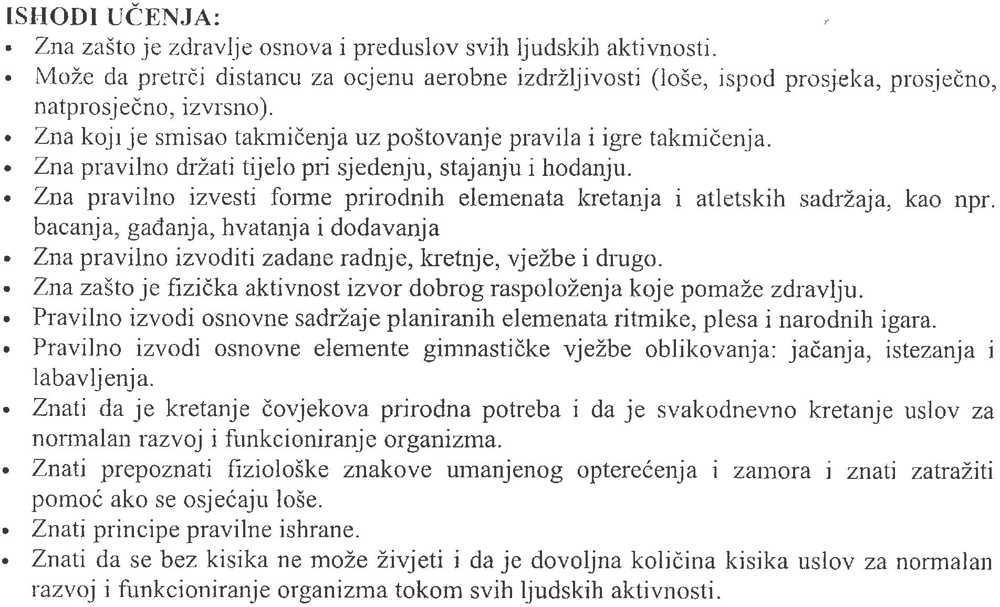 ISHODI UČENJA:
• Zna zašto je zdravlje osnova i preduslov svih ljudskih aktivnosti.
• Može da pretrči distancu za ocjenu aerobne izdržljivosti (loše, ispod prosjeka, prosječno,
natprosječno, izvrsno).
• Zna koji je smisao takmičenja uz poštovanje pravila i igre takmičenja.
• Zna pravilno držati tijelo pri sjedenju, stajanju i hodanju.
• Zna pravilno izvesti forme prirodnih elemenata kretanja i atletskih sadržaja, kao npr.
bacanja, gađanja, hvatanja i dodavanja
• Zna pravilno izvoditi zadane radnje, kretnje, vježbe i drugo.
• Zna zašto je fizička aktivnost izvor dobrog raspoloženja koje pomaže zdravlju.
• Pravilno izvodi osnovne sadržaje planiranih elemenata ritmike, plesa i narodnih igara.
• Pravilno izvodi osnovne elemente gimnastičke vježbe oblikovanja: jačanja, istezanja i
labavljenja.
• Znati da je kretanje čovjekova prirodna potreba i da je svakodnevno kretanje uslov za
normalan razvoj i funkcioniranje organizma.
• Znati prepoznati fiziološke znakove umanjenog opterećenja i zamora i znati zatražiti
pomoć ako se osjećaju loše.
• Znati principe pravilne ishrane.
• Znati da se bez kisika ne može živjeti i da je dovoljna količina kisika uslov za normalan
razvoj i funkcioniranje organizma tokom svih ljudskih aktivnosti.